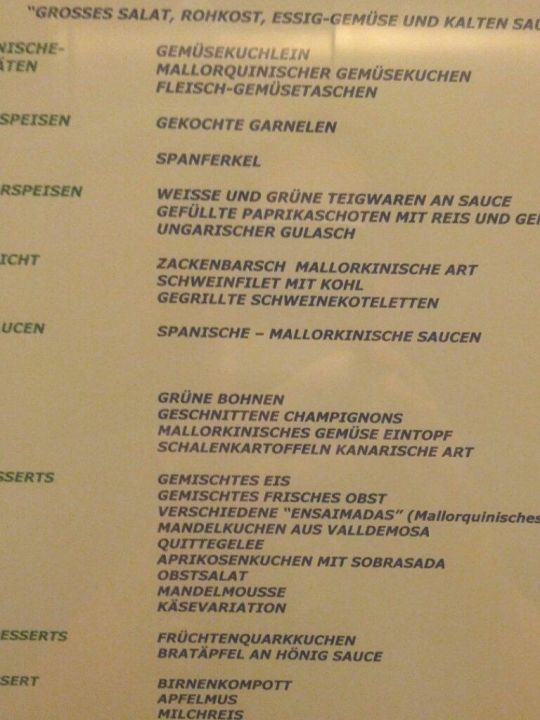 "GROSSES SALAT, ROHKOST, ESSIG-GEMÜSE UND KALTEN SAU
NISCHE- GEMÜSEKUCHLEIN
ÄTEN MALLORQUINISCHER GEMÜSEKUCHEN
FLEISCH-GEMÜSETASCHEN
SPEISEN GEKOCHTE GARNELEN
SPANFERKEL
RSPEISEN WEISSE UND GRÜNE TEIGWAREN AN SAUCE
GEFÜLLTE PAPRIKASCHOTEN MIT REIS UND GE
UNGARISCHER GULASCH
ICHT ZACKENBARSCH MALLORKINISCHE ART
SCHWEINFILET MIT KOHL
GEGRILLTE SCHWEINEKOTELETTEN
AUCEN SPANISCHE – MALLORKINISCHE SAUCEN
GRÜNE BOHNEN
GESCHNITTENE CHAMPIGNONS
MALLORKINISCHES GEMÜSE EINTOPF
SCHALENKARTOFFELN KANARISCHE ART
SSERTS GEMISCHTES EIS
GEMISCHTES FRISCHES OBST
VERSCHIEDENE "ENSAIMADAS" (Mallorquinisches
MANDELKUCHEN AUS VALLDEMOSA
QUITTEGELEE
APRIKOSENKUCHEN MIT SOBRASADA
OBSTSALAT
MANDELMOUSSE
KÄSEVARIATION
ESSERTS FRÜCHTENQUARKKUCHEN
BRATÄPFEL AN HÖNIG SAUCE
SERT BIRNENKOMPOTT
APFELMUS
MILCHREIS